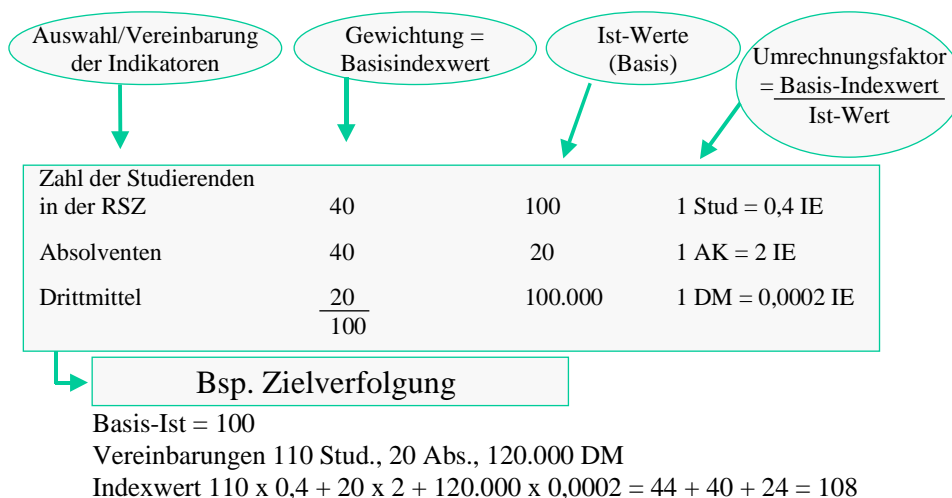 Auswahl/Vereinbarung
der Indikatoren
Gewichtung =
Basisindexwert
Ist-Werte
(Basis)
Umrechnungsfaktor
= Basis-Indexwert
Ist-Wert
Zahl der Studierenden
in der RSZ 40 100 1 Stud = 0,4 IE
Absolventen 40 20 1 AK = 2 IE
Drittmittel 20 100.000 1 DM = 0,0002 IE
100
Bsp. Zielverfolgung
Basis-Ist = 100
Vereinbarungen 110 Stud., 20 Abs., 120.000 DM
Indexwert 110 x 0,4 + 20 x 2 + 120.000 x 0,0002 = 44 + 40 + 24 = 108